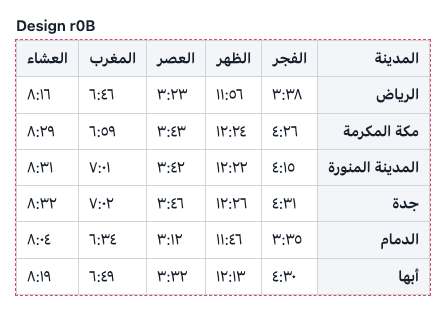 Design r0B
المدينة الفجر الظهر العصر المغرب العشاء
الرياض ٣:٣٨ ١١:٥٦ ٣:٢٣ ٦:٤٦ ٨:١٦
مكة المكرمة ٤:٢٦ ١٢:٢٤ ٣:٤٣ ٦:٥٩ ٨:٢٩
المدينة المنورة ٤:١٥ ١٢:٢٢ ٣:٤٢ ٧:٠١ ٨:٣١
جدة ٤:٣١ ١٢:٢٦ ٣:٤٦ ٧:٠٢ ٨:٣٢
الدمام ٣:٣٥ ١١:٤٦ ٣:١٢ ٦:٣٤ ٨:٠٤
أبها ٤:٣٠ ١٢:١٣ ٣:٣٢ ٦:٤٩ ٨:١٩